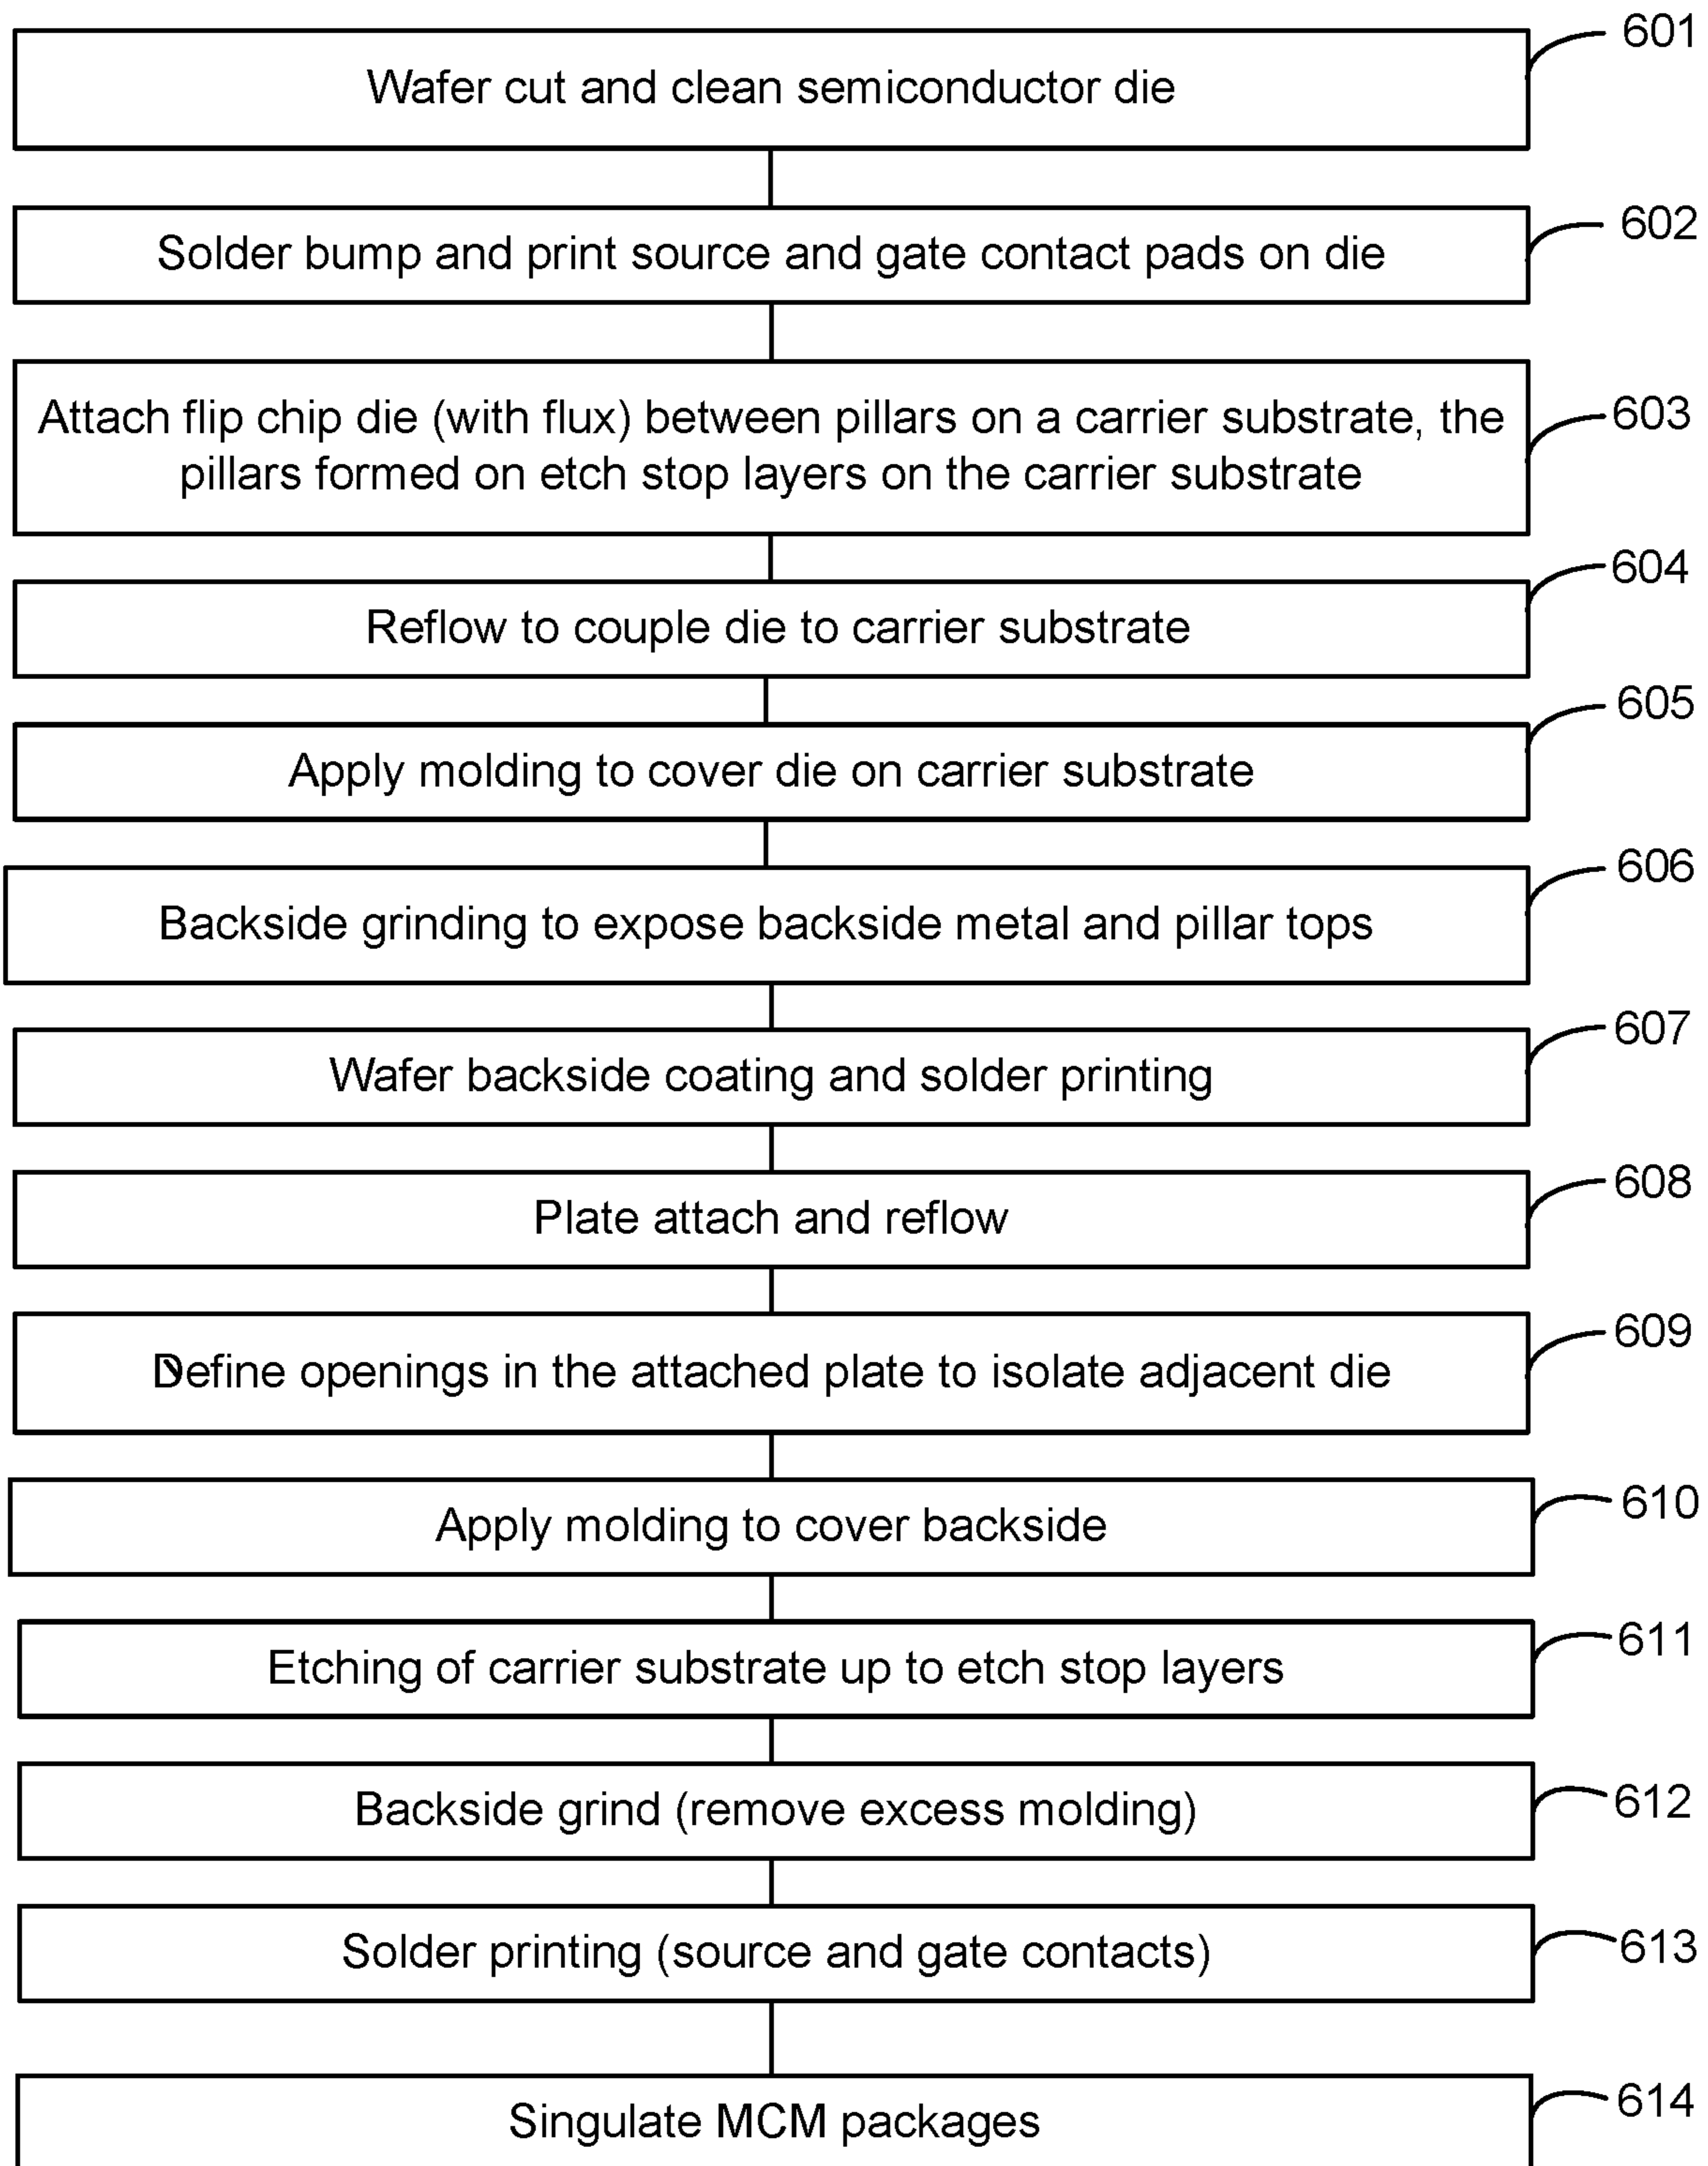 601
Wafer cut and clean semiconductor die
602
Solder bump and print source and gate contact pads on die
603
Attach flip chip die (with flux) between pillars on a carrier substrate, the
pillars formed on etch stop layers on the carrier substrate
604
Reflow to couple die to carrier substrate
605
Apply molding to cover die on carrier substrate
606
Backside grinding to expose backside metal and pillar tops
607
Wafer backside coating and solder printing
608
Plate attach and reflow
609
Define openings in the attached plate to isolate adjacent die
610
Apply molding to cover backside
611
Etching of carrier substrate up to etch stop layers
612
Backside grind (remove excess molding)
613
Solder printing (source and gate contacts)
614
Singulate MCM packages